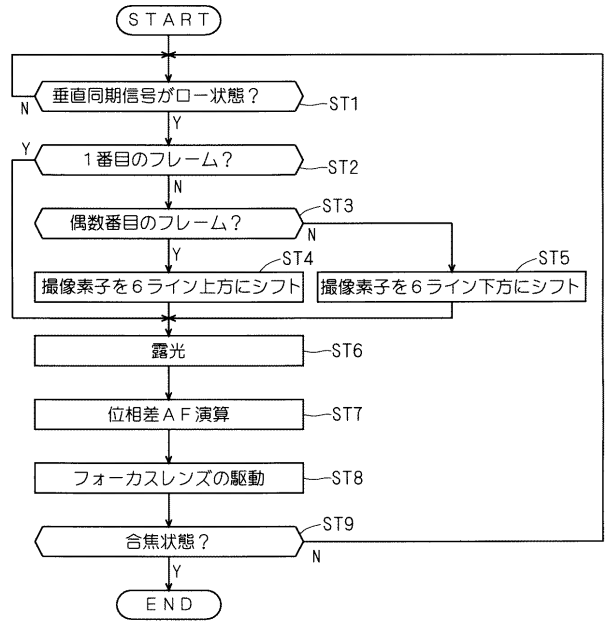 START
垂直同期信号がロー状態？
ST1
N
Y
Y
1番目のフレーム？
ST2
N
偶数番目のフレーム？
ST3
N
Y
ST4
ST5
撮像素子を6ライン上方にシフト
撮像素子を6ライン下方にシフト
露光
ST6
位相差AF演算
ST7
フォーカスレンズの駆動
ST8
合焦状態？
ST9
N
Y
END